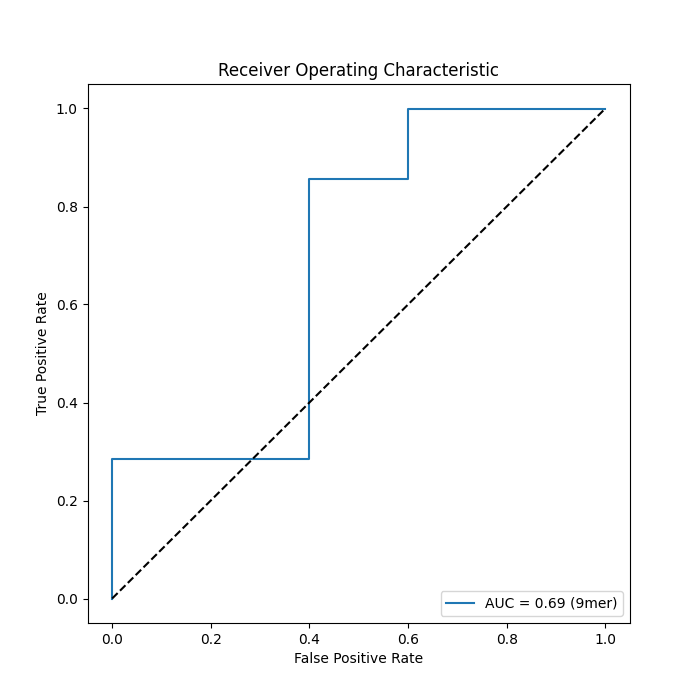 Receiver Operating Characteristic
True Positive Rate
1.0
0.8
0.6
0.4
0.2
0.0
AUC = 0.69 (9mer)
0.0 0.2 0.4 0.6 0.8 1.0
False Positive Rate